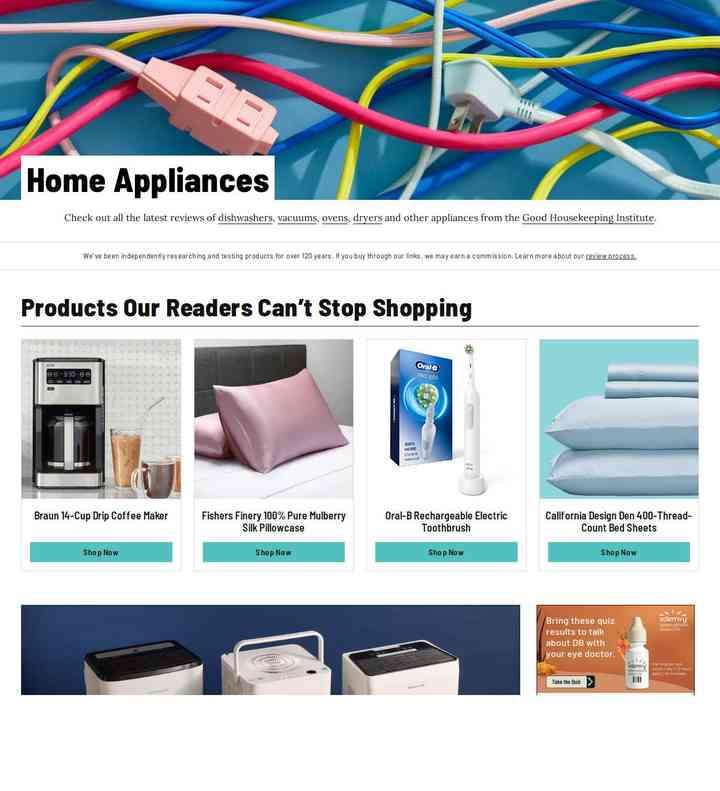 Home Appliances
Check out all the latest reviews of dishwashers, vacuums, ovens, dryers and other appliances from the Good Housekeeping Institute.
We've been independently researching and testing products for over 120 years. If you buy through our links, we may earn a commission. Learn more about our review process.
Products Our Readers Can't Stop Shopping
Oral-B
Braun 14-Cup Drip Coffee Maker
Fishers Finery 100% Pure Mulberry
Silk Pillowcase
Oral-B Rechargeable Electric
Toothbrush
California Design Den 400-Thread-
Count Bed Sheets
Shop Now
Shop Now
Shop Now
Shop Now
Bring these quiz
results to talk
about DB with
your eye doctor.
Take the Quiz